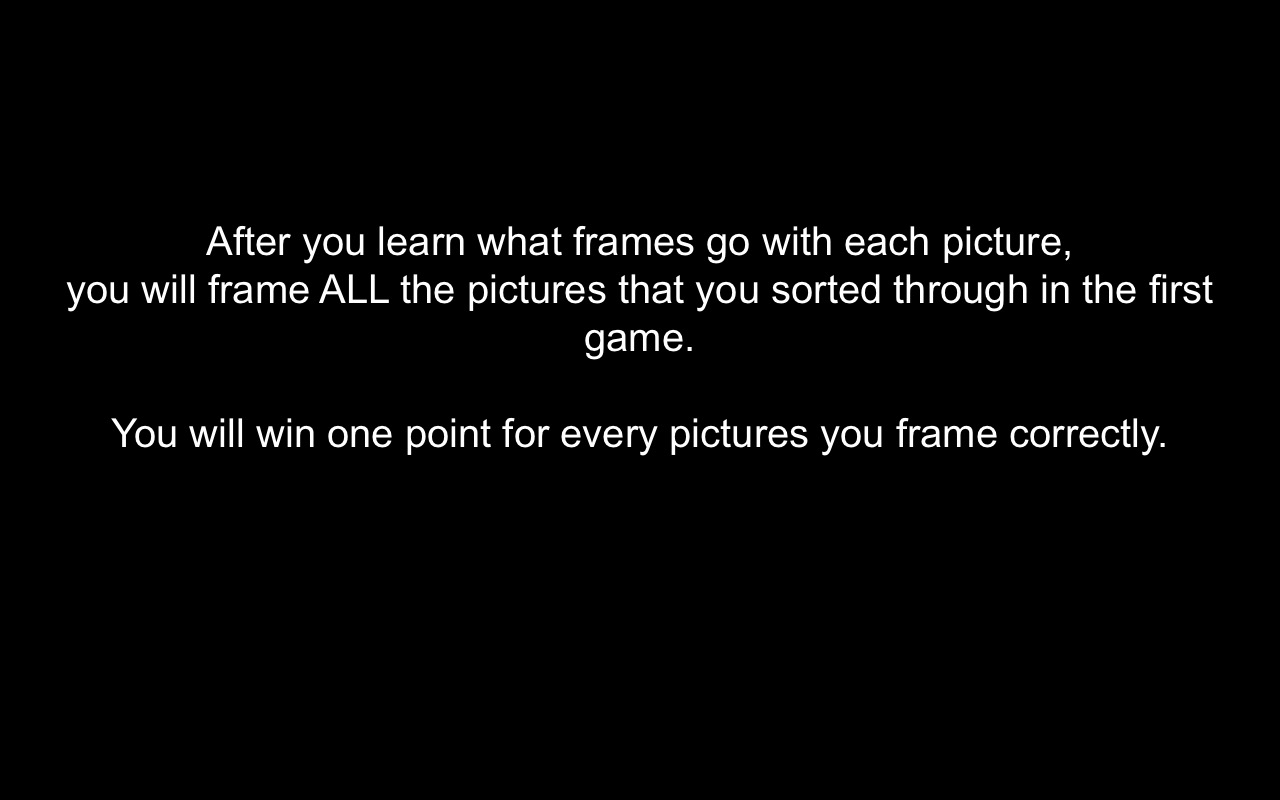 After you learn what frames go with each picture,
you will frame ALL the pictures that you sorted through in the first
game.
You will win one point for every pictures you frame correctly.